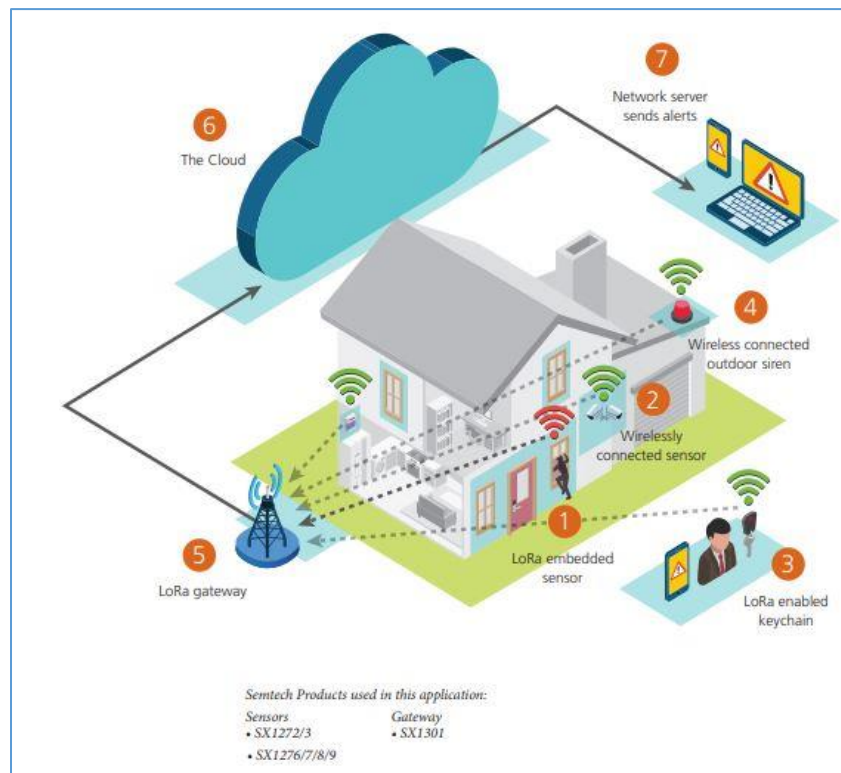 7
Network server
sends alerts
6
The Cloud
4
Wireless connected
outdoor siren
2
Wirelessly
connected sensor
1
LoRa embedded
sensor
5
LoRa gateway
3
LoRa enabled
keychain
Semtech Products used in this application:
Sensors
• SX1272/3
• SX1276/7/8/9
Gateway
• SX1301